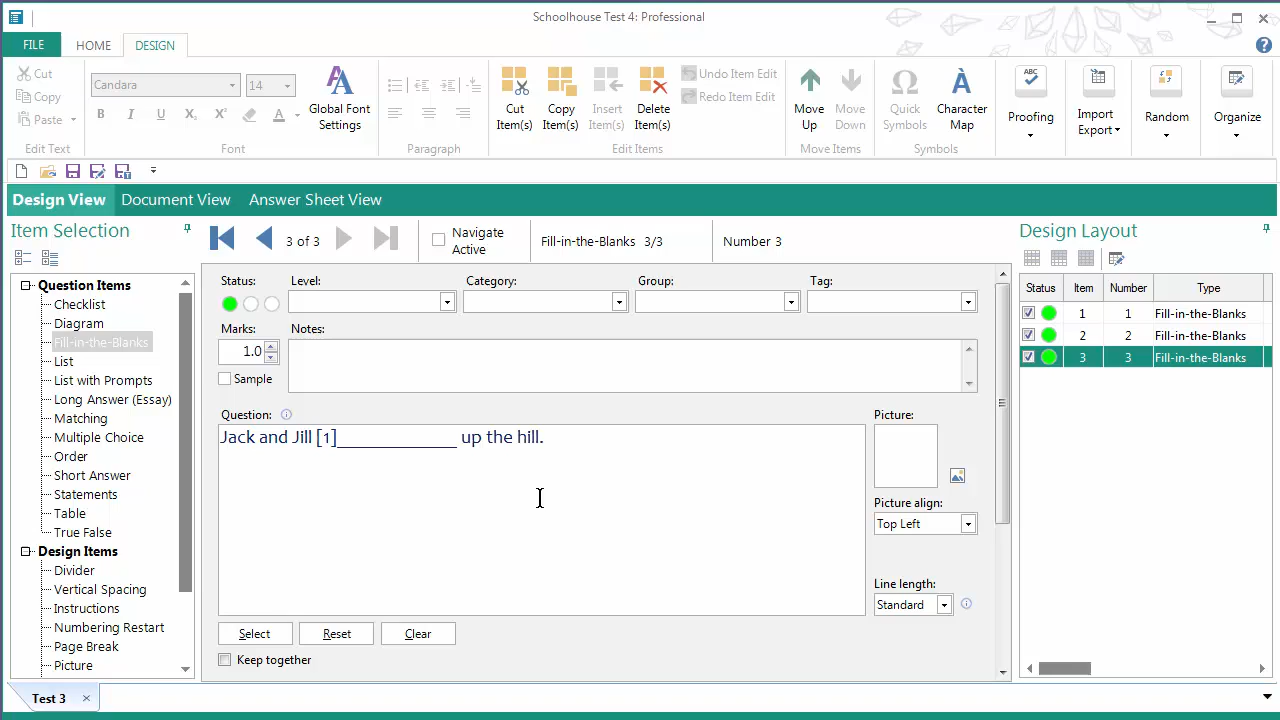 Schoolhouse Test 4: Professional
FILE
HOME
DESIGN
Cut
Copy
Paste
Edit Text
Candara
14
B I U X₂ X² A
Font
A
Global Font
Settings
Paragraph
Cut
Item(s)
Copy
Item(s)
Insert
Item(s)
Delete
Item(s)
Undo Item Edit
Redo Item Edit
Edit Items
Move
Up
Move
Down
Move Items
Ω
Quick
Symbols
À
Character
Map
Symbols
ABC
Proofing
Import
Export
Random
Organize
Design View
Document View
Answer Sheet View
Item Selection
Question Items
Checklist
Diagram
Fill-in-the-Blanks
List
List with Prompts
Long Answer (Essay)
Matching
Multiple Choice
Order
Short Answer
Statements
Table
True False
Design Items
Divider
Vertical Spacing
Instructions
Numbering Restart
Page Break
Picture
3 of 3
Navigate
Active
Fill-in-the-Blanks 3/3
Number 3
Status:
Level:
Category:
Group:
Tag:
Marks:
1.0
Sample
Notes:
Question:
Jack and Jill [1]____________ up the hill.
Picture:
Picture align:
Top Left
Line length:
Standard
Select
Reset
Clear
Keep together
Design Layout
Status Item Number Type
1 1 Fill-in-the-Blanks
2 2 Fill-in-the-Blanks
3 3 Fill-in-the-Blanks
Test 3